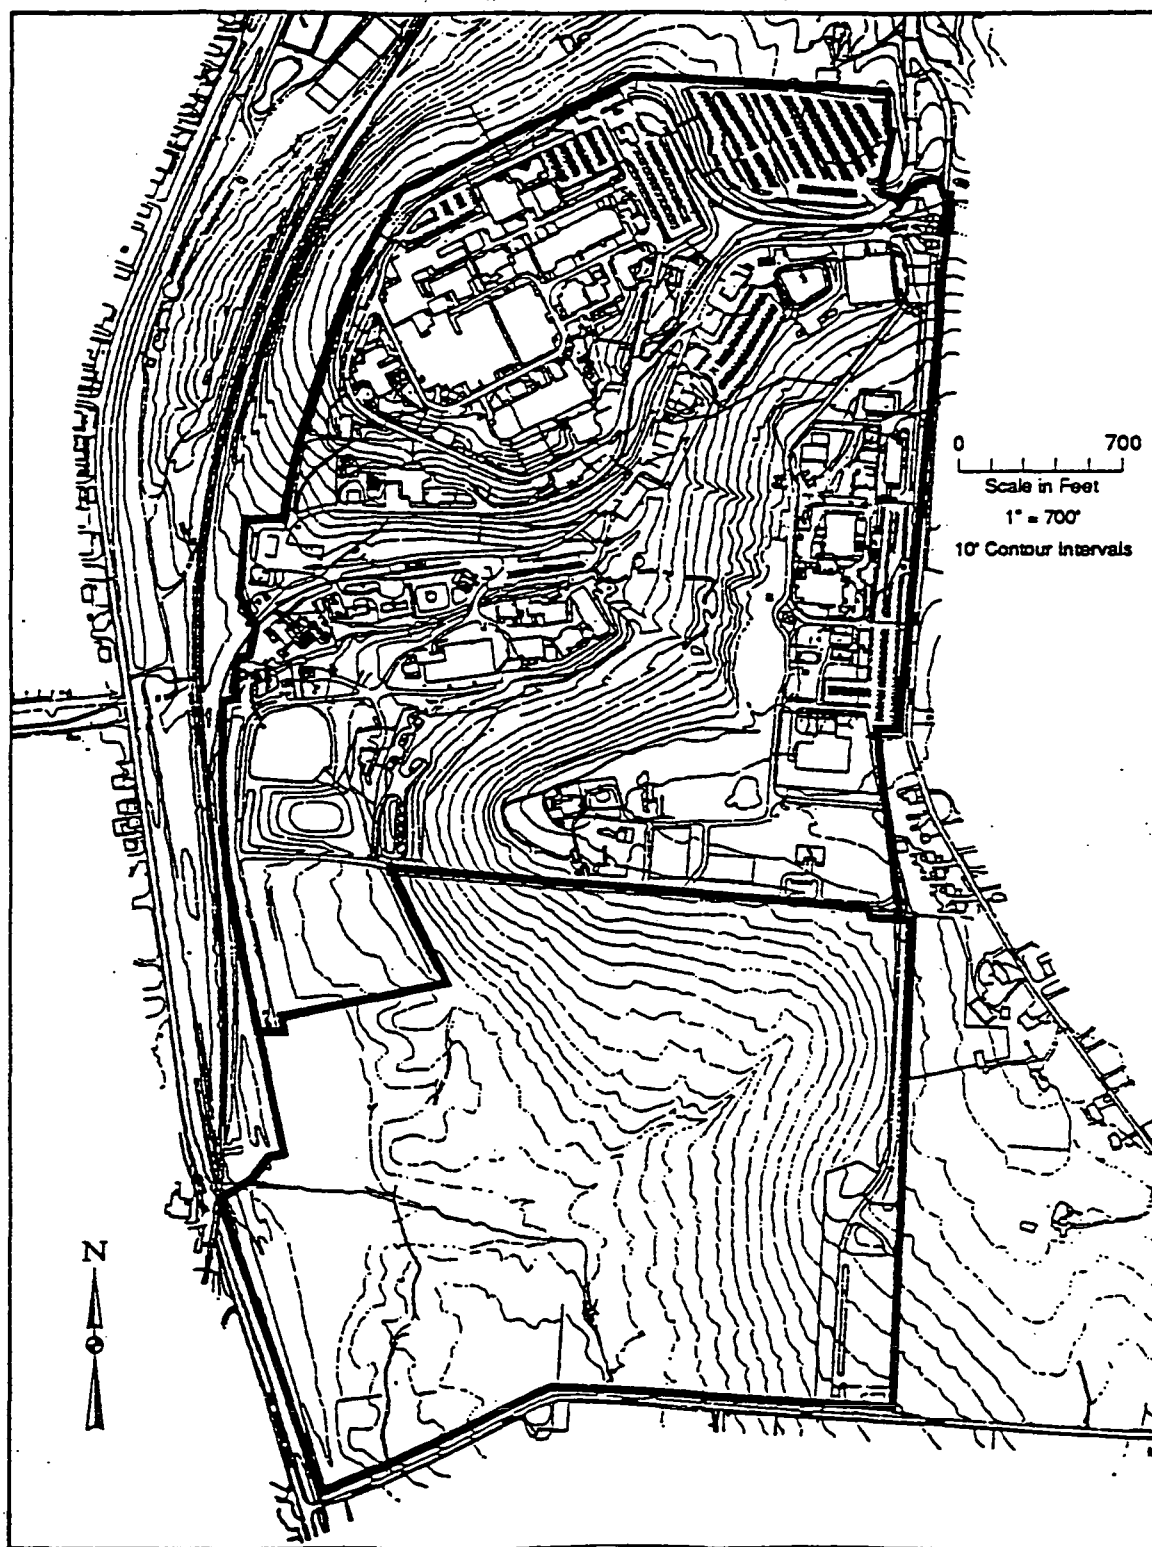 0 700
Scale in Feet
1" = 700'
10' Contour Intervals
N